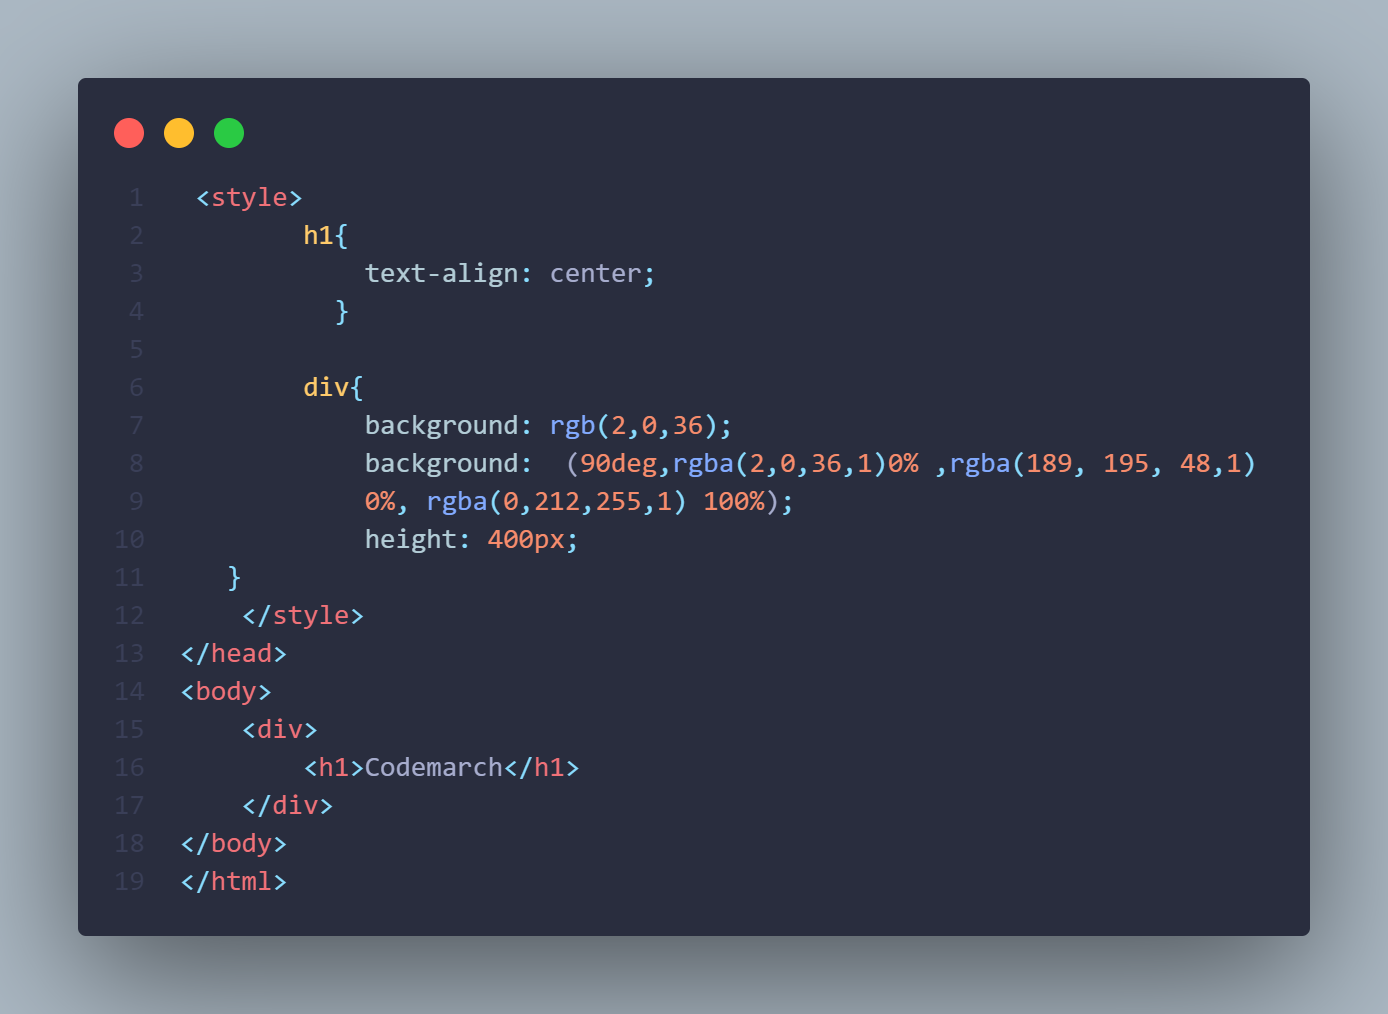 1 <style>
2 h1{
3 text-align: center;
4 }
5
6 div{
7 background: rgb(2,0,36);
8 background:  (90deg,rgba(2,0,36,1)0% ,rgba(189, 195, 48,1)
9 0%, rgba(0,212,255,1) 100%);
10 height: 400px;
11 }
12 </style>
13 </head>
14 <body>
15 <div>
16 <h1>Codemarch</h1>
17 </div>
18 </body>
19 </html>